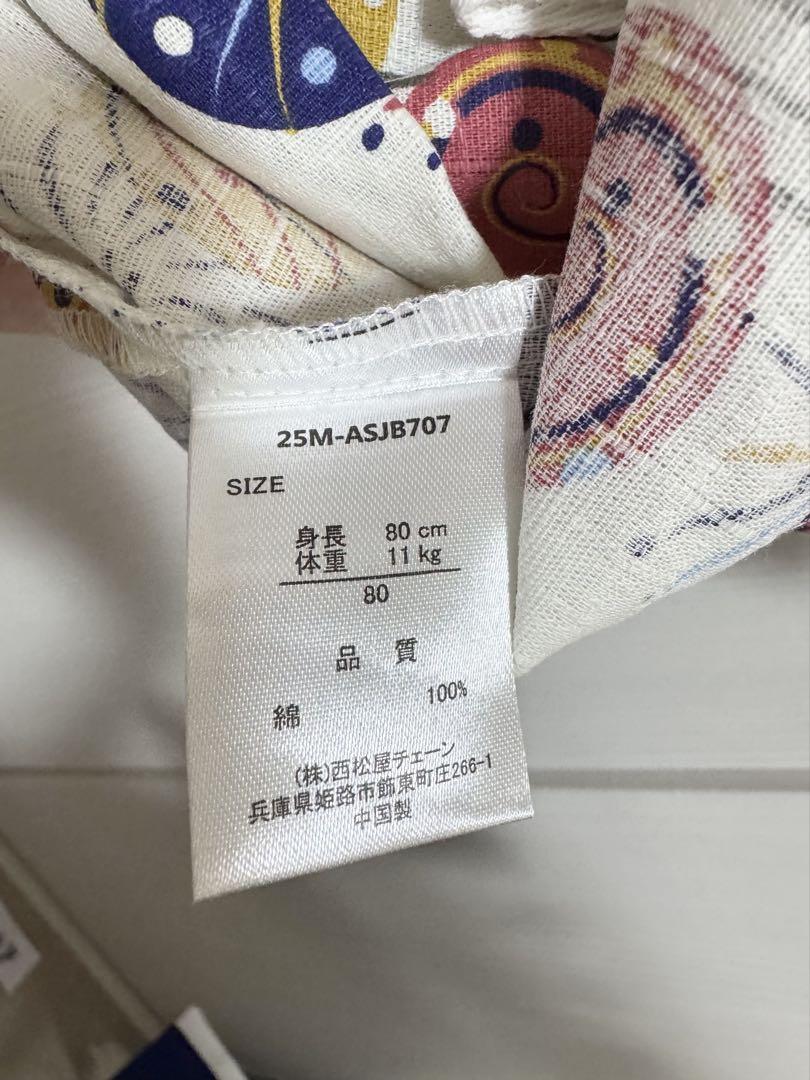 25M-ASJB707
SIZE
身長 80 cm
体重 11 kg
80
品 質
綿 100%
(株)西松屋チェーン
兵庫県姫路市飾東町庄266-1
中国製